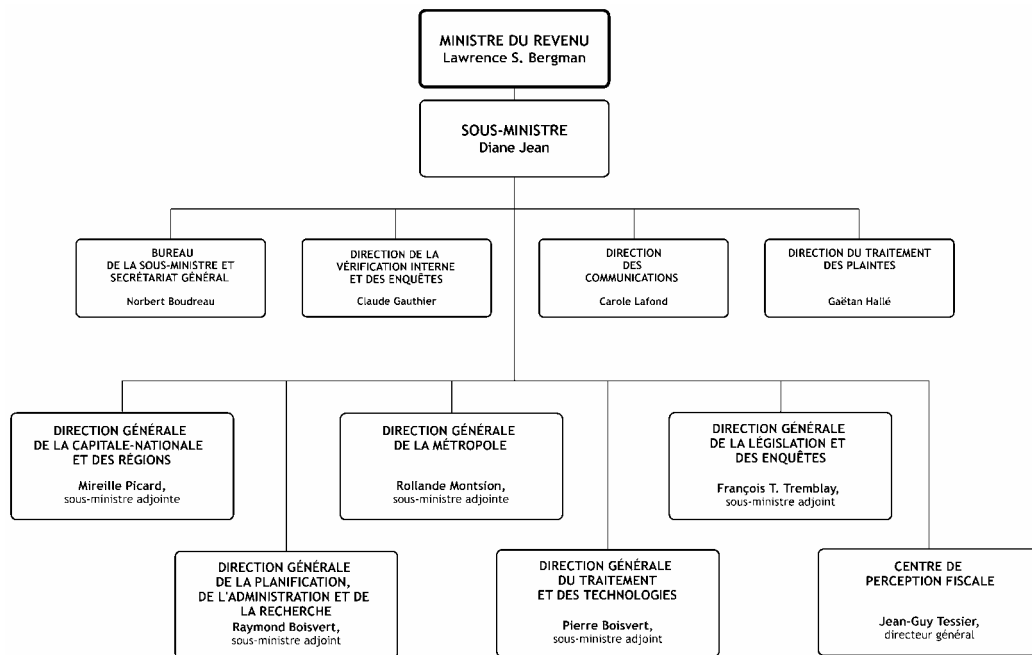 MINISTRE DU REVENU
Lawrence S. Bergman
SOUS-MINISTRE
Diane Jean
BUREAU
DE LA SOUS-MINISTRE ET
SECRÉTARIAT GÉNÉRAL
Norbert Boudreau
DIRECTION DE LA
VÉRIFICATION INTERNE
ET DES ENQUÊTES
Claude Gauthier
DIRECTION
DES
COMMUNICATIONS
Carole Lafond
DIRECTION DU TRAITEMENT
DES PLAINTES
Gaëtan Hallé
DIRECTION GÉNÉRALE
DE LA CAPITALE-NATIONALE
ET DES RÉGIONS
Mireille Picard,
sous-ministre adjointe
DIRECTION GÉNÉRALE
DE LA MÉTROPOLE
Rollande Montsion,
sous-ministre adjointe
DIRECTION GÉNÉRALE
DE LA LÉGISLATION ET
DES ENQUÊTES
François T. Tremblay,
sous-ministre adjoint
DIRECTION GÉNÉRALE
DE LA PLANIFICATION,
DE L'ADMINISTRATION ET DE
LA RECHERCHE
Raymond Boisvert,
sous-ministre adjoint
DIRECTION GÉNÉRALE
DU TRAITEMENT
ET DES TECHNOLOGIES
Pierre Boisvert,
sous-ministre adjoint
CENTRE DE
PERCEPTION FISCALE
Jean-Guy Tessier,
directeur général